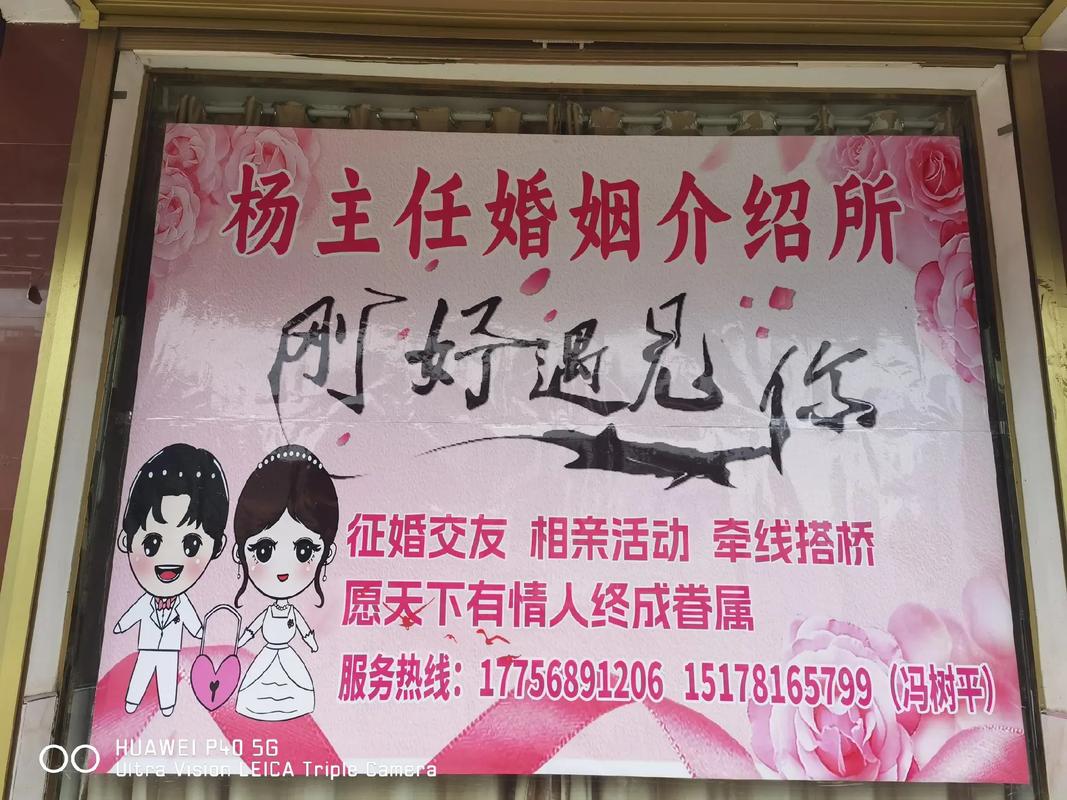 杨主任婚姻介绍所
刚好遇见你
征婚交友 相亲活动 牵线搭桥
愿天下有情人终成眷属
服务热线：17756891206 15178165799（冯树平）
HUAWEI P40 5G
Ultra Vision LEICA Triple Camera